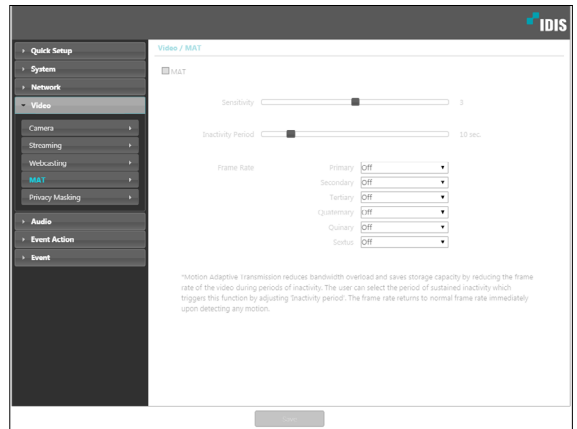 IDIS
Quick Setup
System
Network
Video
Camera
Streaming
Webcasting
MAT
Privacy Masking
Audio
Event Action
Event
Video / MAT
MAT
Sensitivity 3
Inactivity Period 10 sec.
Frame Rate Primary Off
Secondary Off
Tertiary Off
Quaternary Off
Quinary Off
Sextus Off
*Motion Adaptive Transmission reduces bandwidth overload and saves storage capacity by reducing the frame
rate of the video during periods of inactivity. The user can select the period of sustained inactivity which
triggers this function by adjusting 'Inactivity period'. The frame rate returns to normal frame rate immediately
upon detecting any motion.
Save